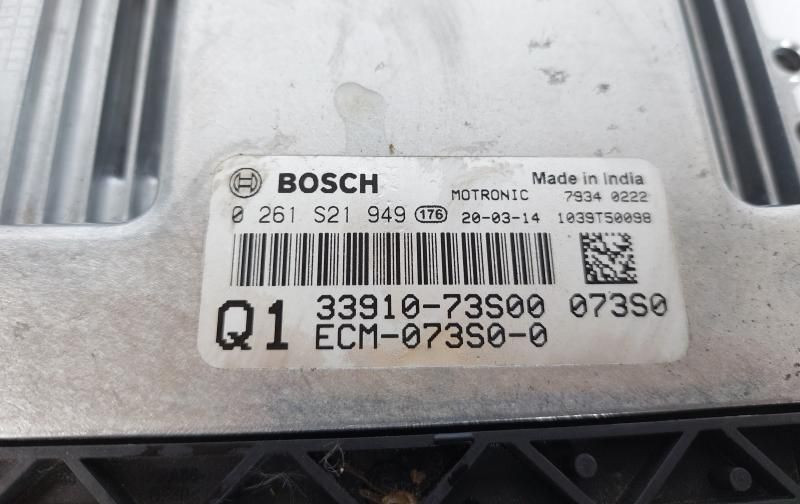 BOSCH
MOTRONIC
Made in India
7934 0222
0 261 S21 949 176 20-03-14 1039T50098
Q1
33910-73S00 073S0
ECM-073S0-0